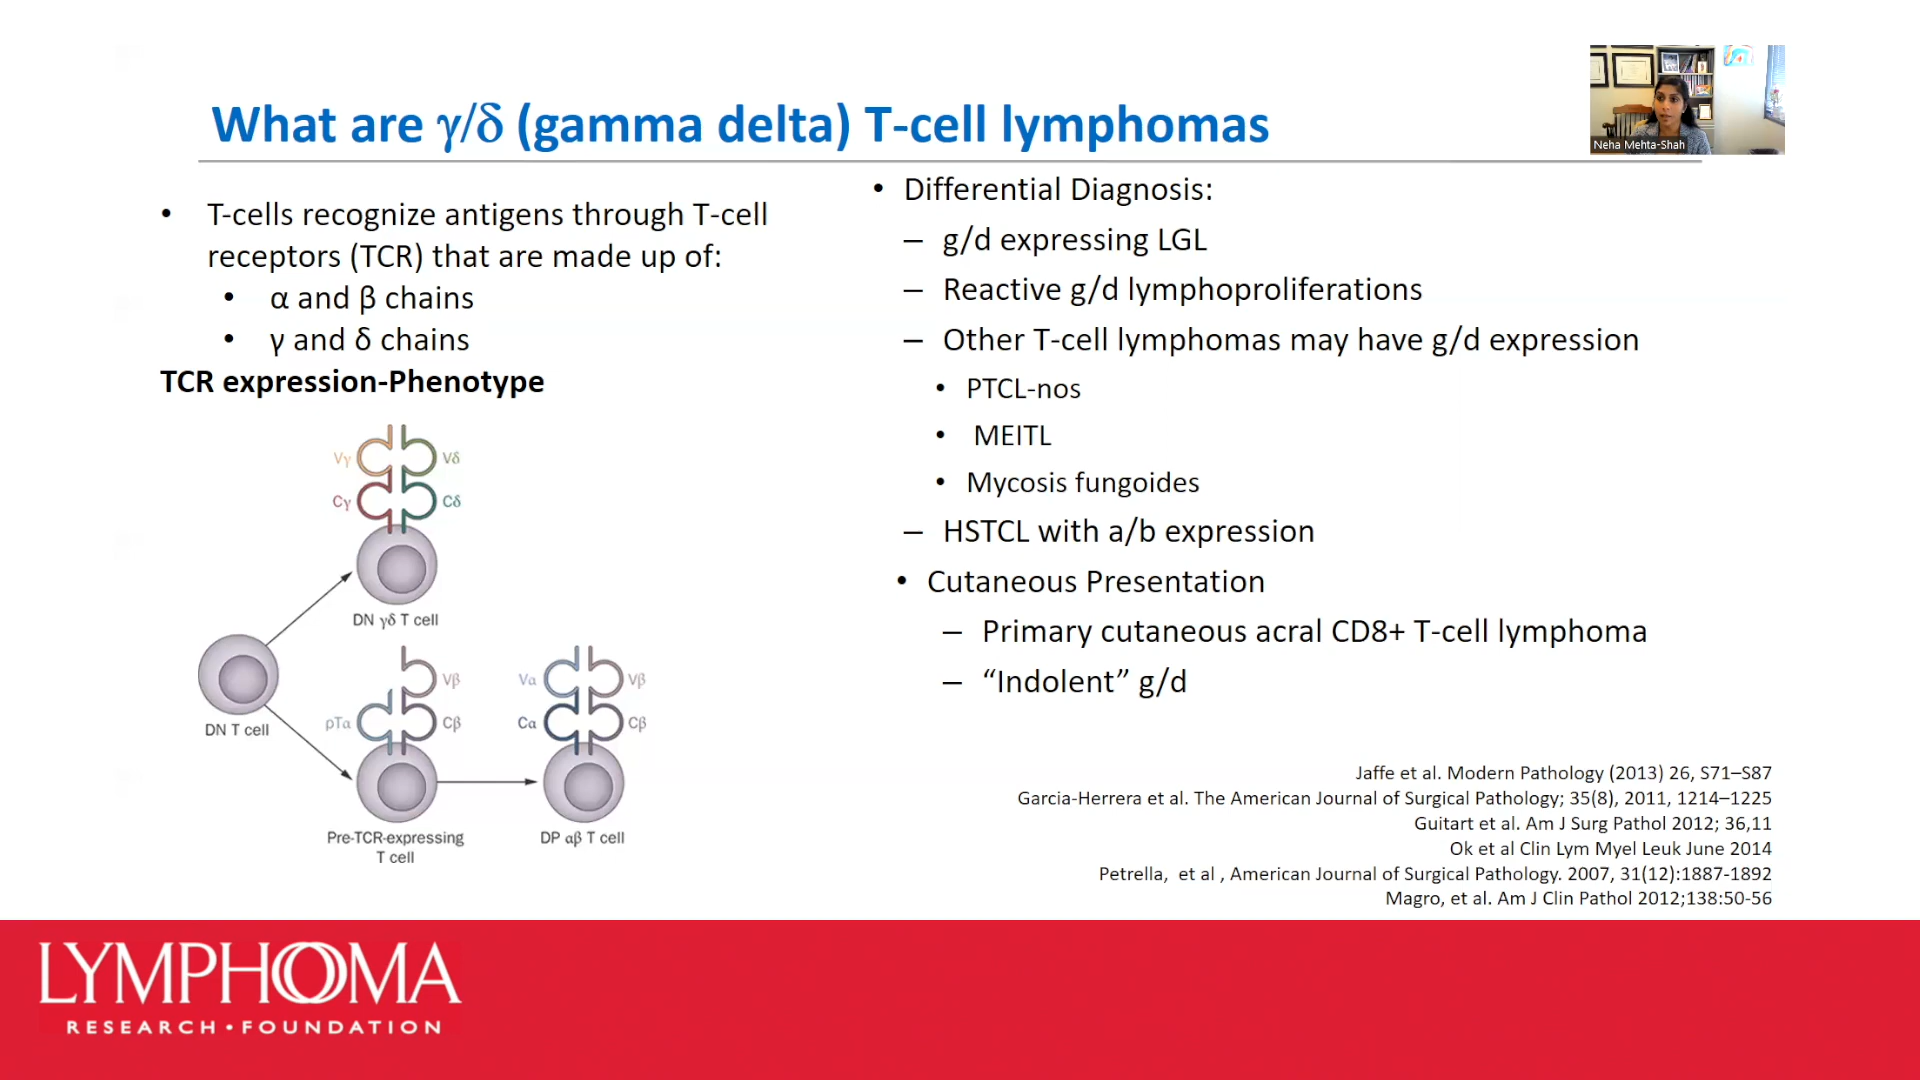 What are γ/δ (gamma delta) T-cell lymphomas
Neha Mehta-Shah
• T-cells recognize antigens through T-cell
receptors (TCR) that are made up of:
• α and β chains
• γ and δ chains
TCR expression-Phenotype
Vγ Vδ
Cγ Cδ
DN γδ T cell
DN T cell
Vβ
pTα Cβ
Pre-TCR-expressing
T cell
Vα Vβ
Cα Cβ
DP αβ T cell
• Differential Diagnosis:
– g/d expressing LGL
– Reactive g/d lymphoproliferations
– Other T-cell lymphomas may have g/d expression
• PTCL-nos
• MEITL
• Mycosis fungoides
– HSTCL with a/b expression
• Cutaneous Presentation
– Primary cutaneous acral CD8+ T-cell lymphoma
– “Indolent” g/d
Jaffe et al. Modern Pathology (2013) 26, S71–S87
Garcia-Herrera et al. The American Journal of Surgical Pathology; 35(8), 2011, 1214–1225
Guitart et al. Am J Surg Pathol 2012; 36,11
Ok et al Clin Lym Myel Leuk June 2014
Petrella, et al , American Journal of Surgical Pathology. 2007, 31(12):1887-1892
Magro, et al. Am J Clin Pathol 2012;138:50-56
LYMPHOMA
RESEARCH • FOUNDATION